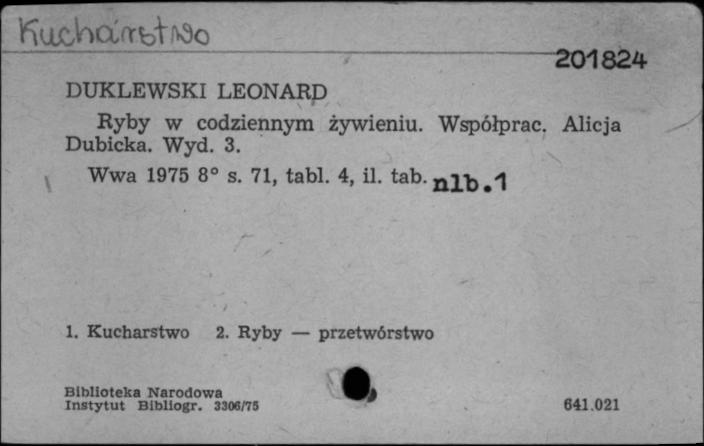 Kucharstwo
201824
DUKLEWSKI LEONARD
Ryby w codziennym żywieniu. Współprac. Alicja
Dubicka. Wyd. 3.
Wwa 1975 8° s. 71, tabl. 4, il. tab. nlb.1
1. Kucharstwo 2. Ryby — przetwórstwo
Biblioteka Narodowa
Instytut Bibliogr. 3306/75
641.021